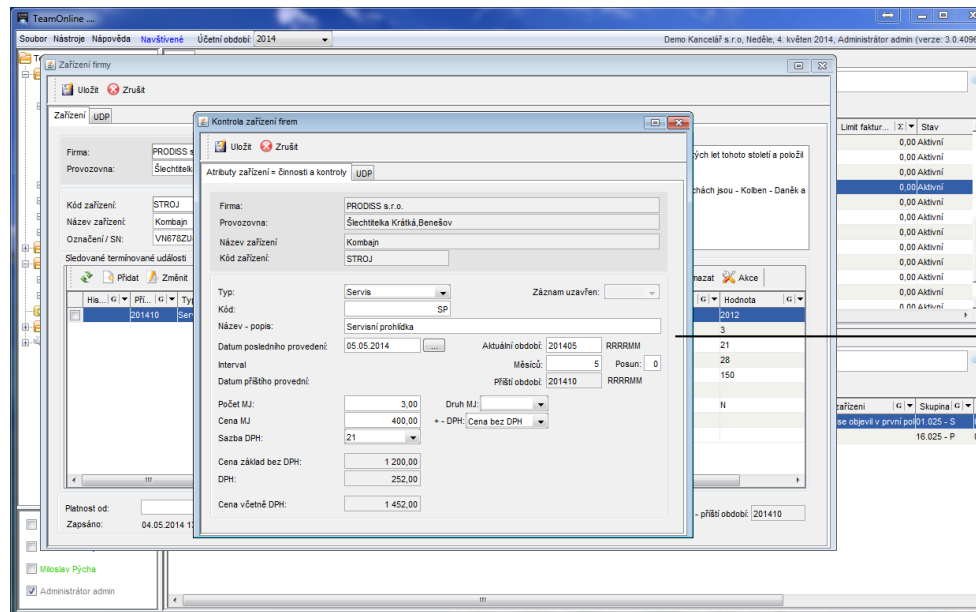 TeamOnline ....
Soubor Nástroje Nápověda Navštívené Účetní období: 2014
Demo Kancelář s.r.o, Neděle, 4. květen 2014, Administrátor admin (verze: 3.0.4096
Zařízení firmy
Uložit Zrušit
Zařízení UDP
Firma: PRODISS s
Provozovna: Šlechtitelk
Kód zařízení: STROJ
Název zařízení: Kombajn
Označení / SN: VN678ZU
Sledované termínované události
Přidat Změnit
His... G Pří... G Typ
201410 Serv
Platnost od:
Zapsáno: 04.05.2014 12
Kontrola zařízení firem
Uložit Zrušit
Atributy zařízení = činnosti a kontroly UDP
Firma: PRODISS s.r.o.
Provozovna: Šlechtitelka Krátká,Benešov
Název zařízení Kombajn
Kód zařízení: STROJ
Typ: Servis Záznam uzavřen:
Kód: SP
Název - popis: Servisní prohlídka
Datum posledního provedení: 05.05.2014 ... Aktuální období: 201405 RRRRMM
Interval Měsíců: 5 Posun: 0
Datum příštího provední: Příští období: 201410 RRRRMM
Počet MJ: 3,00 Druh MJ:
Cena MJ 400,00 + - DPH: Cena bez DPH
Sazba DPH: 21
Cena základ bez DPH: 1 200,00
DPH: 252,00
Cena včetně DPH: 1 452,00
ých let tohoto století a položil
chách jsou - Kolben - Daněk a
mazat Akce
G Hodnota G
2012
3
21
28
150
N
- příští období: 201410
Limit faktur... Σ Stav
0,00 Aktivní
0,00 Aktivní
0,00 Aktivní
0,00 Aktivní
0,00 Aktivní
0,00 Aktivní
0,00 Aktivní
0,00 Aktivní
0,00 Aktivní
0,00 Aktivní
0,00 Aktivní
0,00 Aktivní
zařízení G Skupina G
se objevil v první pol 01.025 - S
16.025 - P
Miloslav Pýcha
Administrátor admin